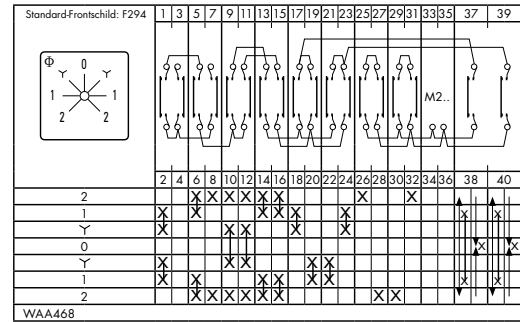 Standard-Frontschild: F294 1 3 5 7 9 11 13 15 17 19 21 23 25 27 29 31 33 35 37 39
Φ 0
1 1
2 2
M2..
2 4 6 8 10 12 14 16 18 20 22 24 26 28 30 32 34 36 38 40
2 X X X X X X X X
1 X X X X X X X X
X X X X X
0 X X
X X X X X
1 X X X X X X X X
2 X X X X X X X X
WAA468